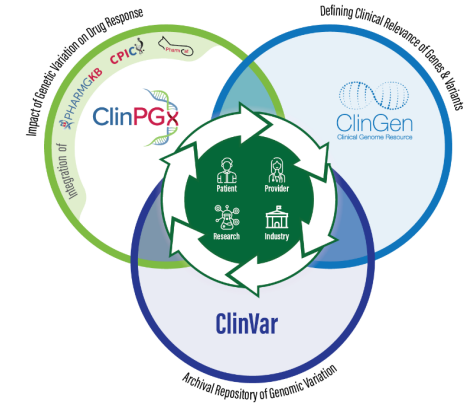 Impact of Genetic Variation on Drug Response
Defining Clinical Relevance of Genes & Variants
Integration of
PHARMGKB
CPIC
PharmCAT
ClinPGx
ClinGen
Clinical Genome Resource
Patient
Provider
Research
Industry
ClinVar
Archival Repository of Genomic Variation